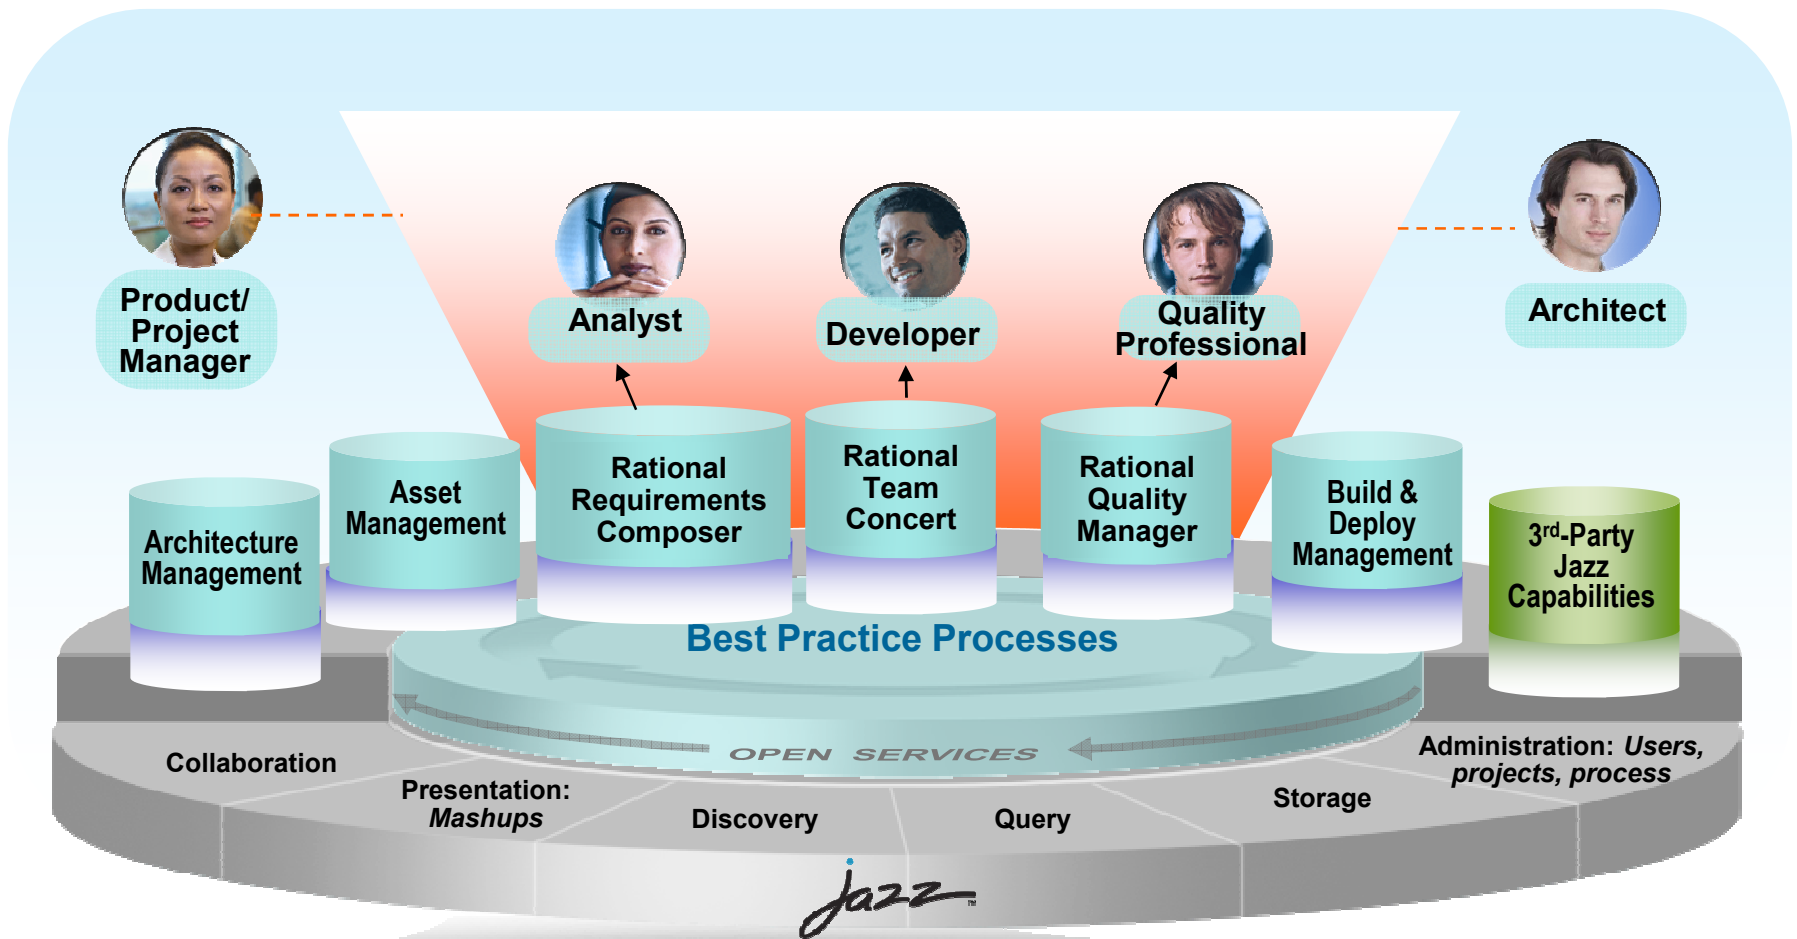 Product/
Project
Manager
Analyst
Developer
Quality
Professional
Architect
Architecture
Management
Asset
Management
Rational
Requirements
Composer
Rational
Team
Concert
Rational
Quality
Manager
Build &
Deploy
Management
3rd-Party
Jazz
Capabilities
Best Practice Processes
OPEN SERVICES
Collaboration
Presentation:
Mashups
Discovery
Query
Storage
Administration: Users,
projects, process
jazz™